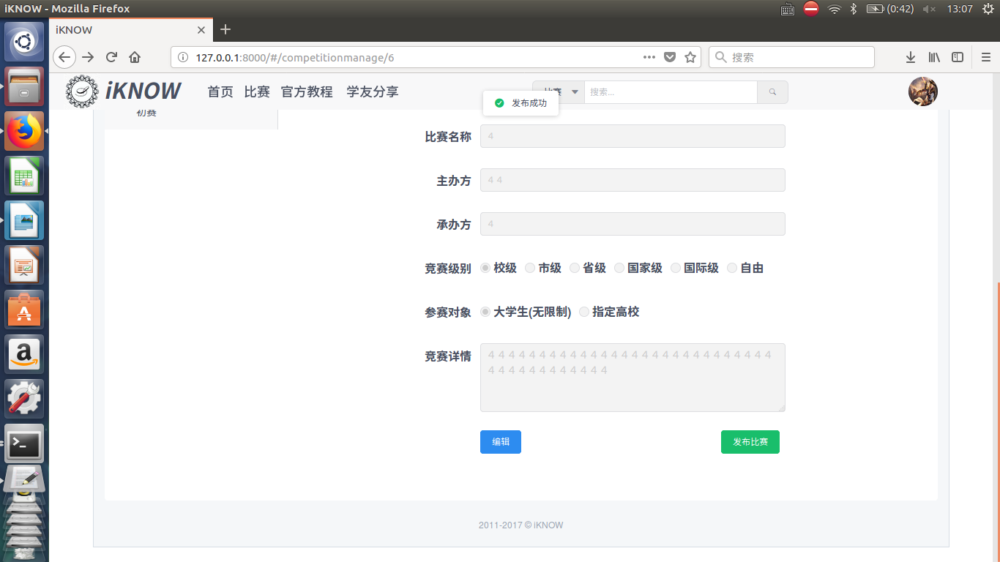 iKNOW - Mozilla Firefox
(0:42)
13:07
iKNOW
127.0.0.1:8000/#/competitionmanage/6
搜索
iKNOW
首页 比赛 官方教程 学友分享
搜索...
发布成功
初赛
比赛名称 4
主办方 4 4
承办方 4
竞赛级别 校级 市级 省级 国家级 国际级 自由
参赛对象 大学生(无限制) 指定高校
竞赛详情 4 4 4 4 4 4 4 4 4 4 4 4 4 4 4 4 4 4 4 4 4 4 4 4 4 4 4 4
4 4 4 4 4 4 4 4 4 4 4 4
编辑 发布比赛
2011-2017 © iKNOW